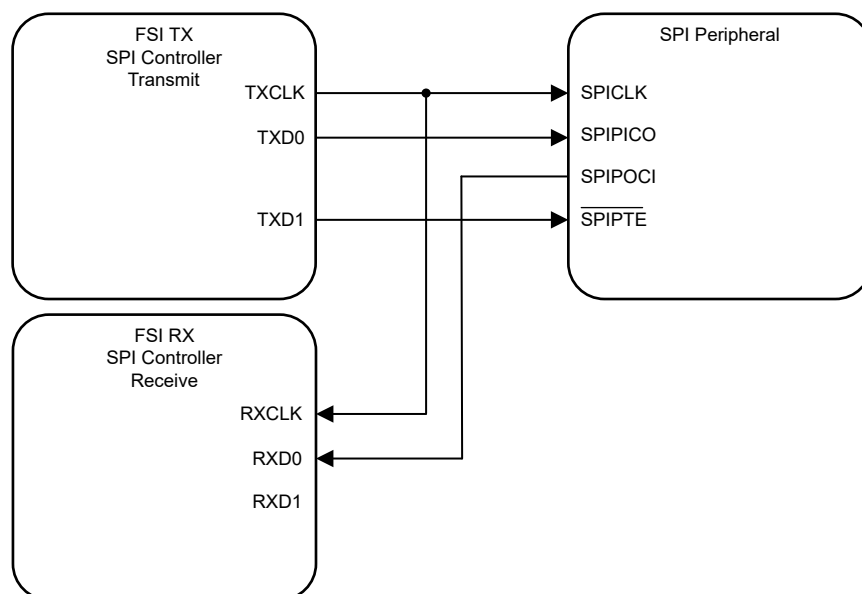 FSI TX
SPI Controller
Transmit
TXCLK
TXD0
TXD1
SPI Peripheral
SPICLK
SPIPICO
SPIPOCI
SPIPTE
FSI RX
SPI Controller
Receive
RXCLK
RXD0
RXD1